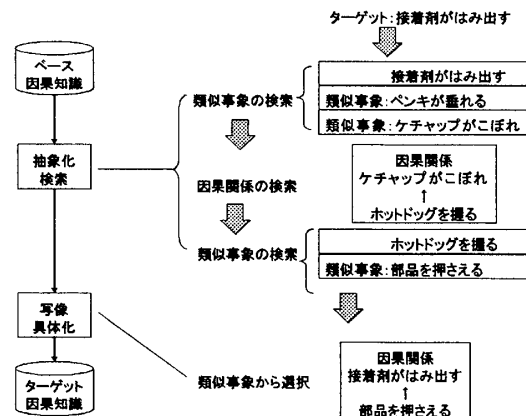 ターゲット:接着剤がはみ出す
ベース
因果知識
抽象化
検索
写像
具体化
ターゲット
因果知識
類似事象の検索
因果関係の検索
類似事象の検索
類似事象から選択
接着剤がはみ出す
類似事象:ペンキが垂れる
類似事象:ケチャップがこぼれ
因果関係
ケチャップがこぼれ
↑
ホットドッグを握る
ホットドッグを握る
類似事象:部品を押さえる
因果関係
接着剤がはみ出す
↑
部品を押さえる